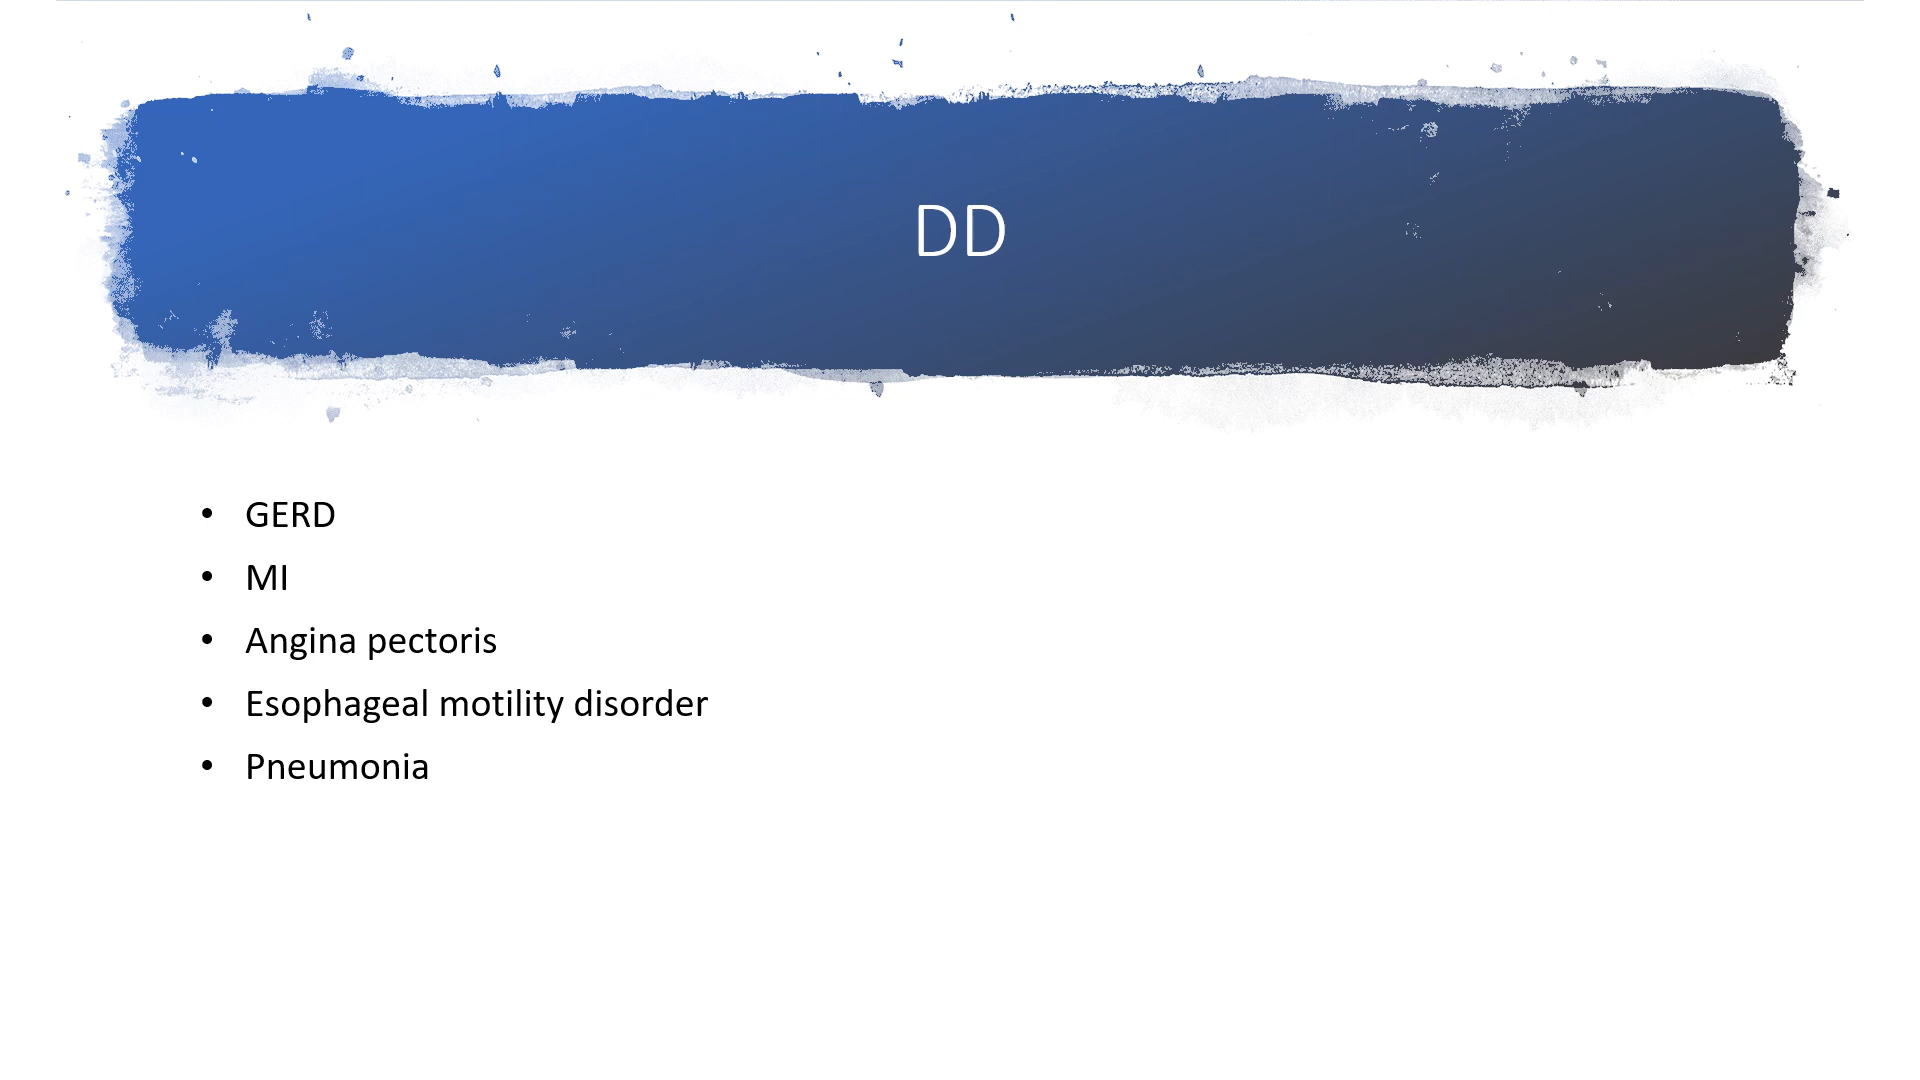 DD
• GERD
• MI
• Angina pectoris
• Esophageal motility disorder
• Pneumonia